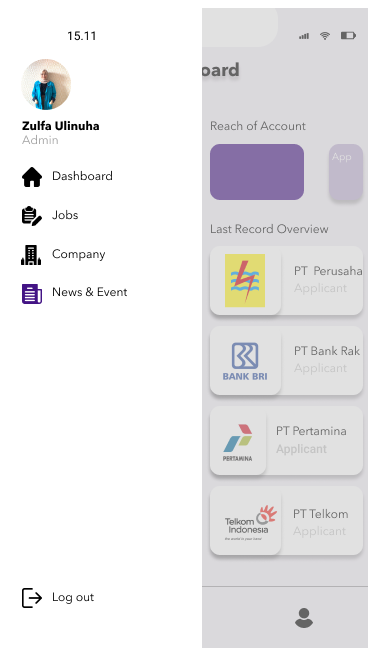 15.11
Zulfa Ulinuha
Admin
Dashboard
Jobs
Company
News & Event
Log out
oard
Reach of Account
App
Last Record Overview
PT Perusaha
Applicant
PT Bank Rak
Applicant
BANK BRI
PT Pertamina
Applicant
PERTAMINA
PT Telkom
Applicant
Telkom
Indonesia
the world in your hand